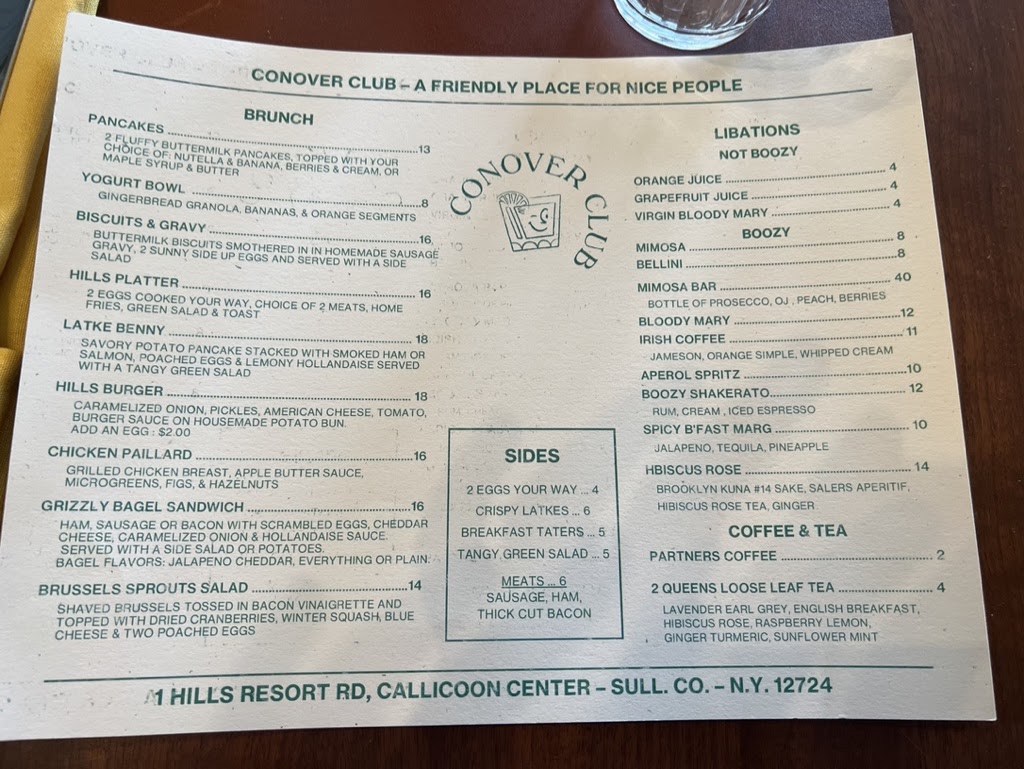 CONOVER CLUB – A FRIENDLY PLACE FOR NICE PEOPLE
BRUNCH
PANCAKES ........ 13
2 FLUFFY BUTTERMILK PANCAKES, TOPPED WITH YOUR
CHOICE OF: NUTELLA & BANANA, BERRIES & CREAM, OR
MAPLE SYRUP & BUTTER
YOGURT BOWL ........ 8
GINGERBREAD GRANOLA, BANANAS, & ORANGE SEGMENTS
BISCUITS & GRAVY ........ 16
BUTTERMILK BISCUITS SMOTHERED IN IN HOMEMADE SAUSAGE
GRAVY, 2 SUNNY SIDE UP EGGS AND SERVED WITH A SIDE
SALAD
HILLS PLATTER ........ 16
2 EGGS COOKED YOUR WAY, CHOICE OF 2 MEATS, HOME
FRIES, GREEN SALAD & TOAST
LATKE BENNY ........ 18
SAVORY POTATO PANCAKE STACKED WITH SMOKED HAM OR
SALMON, POACHED EGGS & LEMONY HOLLANDAISE SERVED
WITH A TANGY GREEN SALAD
HILLS BURGER ........ 18
CARAMELIZED ONION, PICKLES, AMERICAN CHEESE, TOMATO,
BURGER SAUCE ON HOUSEMADE POTATO BUN.
ADD AN EGG : $2.00
CHICKEN PAILLARD ........ 16
GRILLED CHICKEN BREAST, APPLE BUTTER SAUCE,
MICROGREENS, FIGS, & HAZELNUTS
GRIZZLY BAGEL SANDWICH ........ 16
HAM, SAUSAGE OR BACON WITH SCRAMBLED EGGS, CHEDDAR
CHEESE, CARAMELIZED ONION & HOLLANDAISE SAUCE.
SERVED WITH A SIDE SALAD OR POTATOES.
BAGEL FLAVORS: JALAPENO CHEDDAR, EVERYTHING OR PLAIN.
BRUSSELS SPROUTS SALAD ........ 14
SHAVED BRUSSELS TOSSED IN BACON VINAIGRETTE AND
TOPPED WITH DRIED CRANBERRIES, WINTER SQUASH, BLUE
CHEESE & TWO POACHED EGGS
CONOVER CLUB
SIDES
2 EGGS YOUR WAY ... 4
CRISPY LATKES ... 6
BREAKFAST TATERS ... 5
TANGY GREEN SALAD ... 5
MEATS ... 6
SAUSAGE, HAM,
THICK CUT BACON
LIBATIONS
NOT BOOZY
ORANGE JUICE ........ 4
GRAPEFRUIT JUICE ........ 4
VIRGIN BLOODY MARY ........ 4
BOOZY
MIMOSA ........ 8
BELLINI ........ 8
MIMOSA BAR ........ 40
BOTTLE OF PROSECCO, OJ , PEACH, BERRIES
BLOODY MARY ........ 12
IRISH COFFEE ........ 11
JAMESON, ORANGE SIMPLE, WHIPPED CREAM
APEROL SPRITZ ........ 10
BOOZY SHAKERATO ........ 12
RUM, CREAM , ICED ESPRESSO
SPICY B'FAST MARG ........ 10
JALAPENO, TEQUILA, PINEAPPLE
HBISCUS ROSE ........ 14
BROOKLYN KUNA #14 SAKE, SALERS APERITIF,
HIBISCUS ROSE TEA, GINGER
COFFEE & TEA
PARTNERS COFFEE ........ 2
2 QUEENS LOOSE LEAF TEA ........ 4
LAVENDER EARL GREY, ENGLISH BREAKFAST,
HIBISCUS ROSE, RASPBERRY LEMON,
GINGER TURMERIC, SUNFLOWER MINT
1 HILLS RESORT RD, CALLICOON CENTER – SULL. CO. – N.Y. 12724